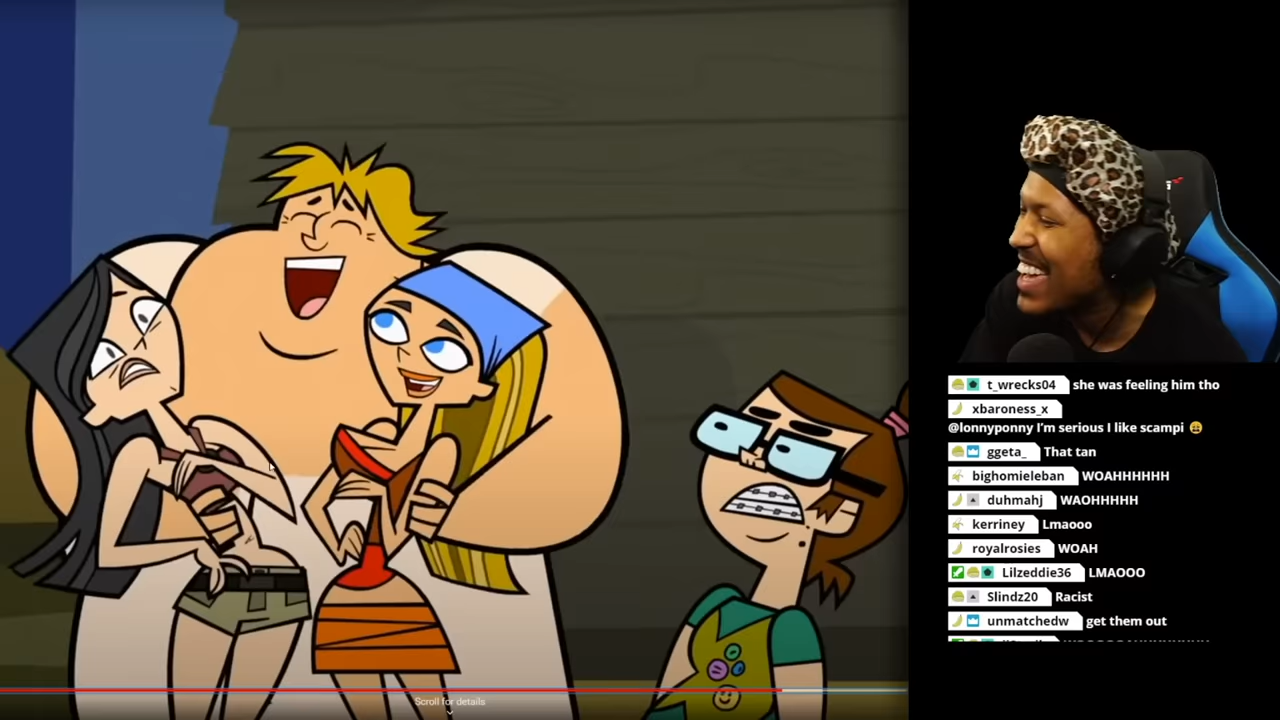 Scroll for details
t_wrecks04 she was feeling him tho
xbaroness_x
@lonnyponny I'm serious I like scampi
ggeta_ That tan
bighomieleban WOAHHHHHH
duhmahj WAOHHHHH
kerriney Lmaooo
royalrosies WOAH
Lilzeddie36 LMAOOO
Slindz20 Racist
unmatchedw get them out